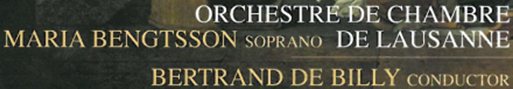 ORCHESTRE DE CHAMBRE
MARIA BENGTSSON SOPRANO DE LAUSANNE
BERTRAND DE BILLY CONDUCTOR